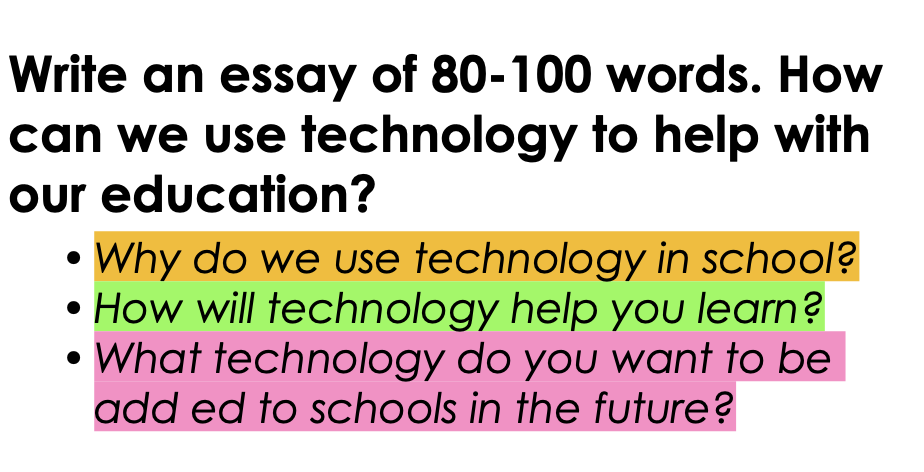 Write an essay of 80-100 words. How
can we use technology to help with
our education?
• Why do we use technology in school?
• How will technology help you learn?
• What technology do you want to be
add ed to schools in the future?